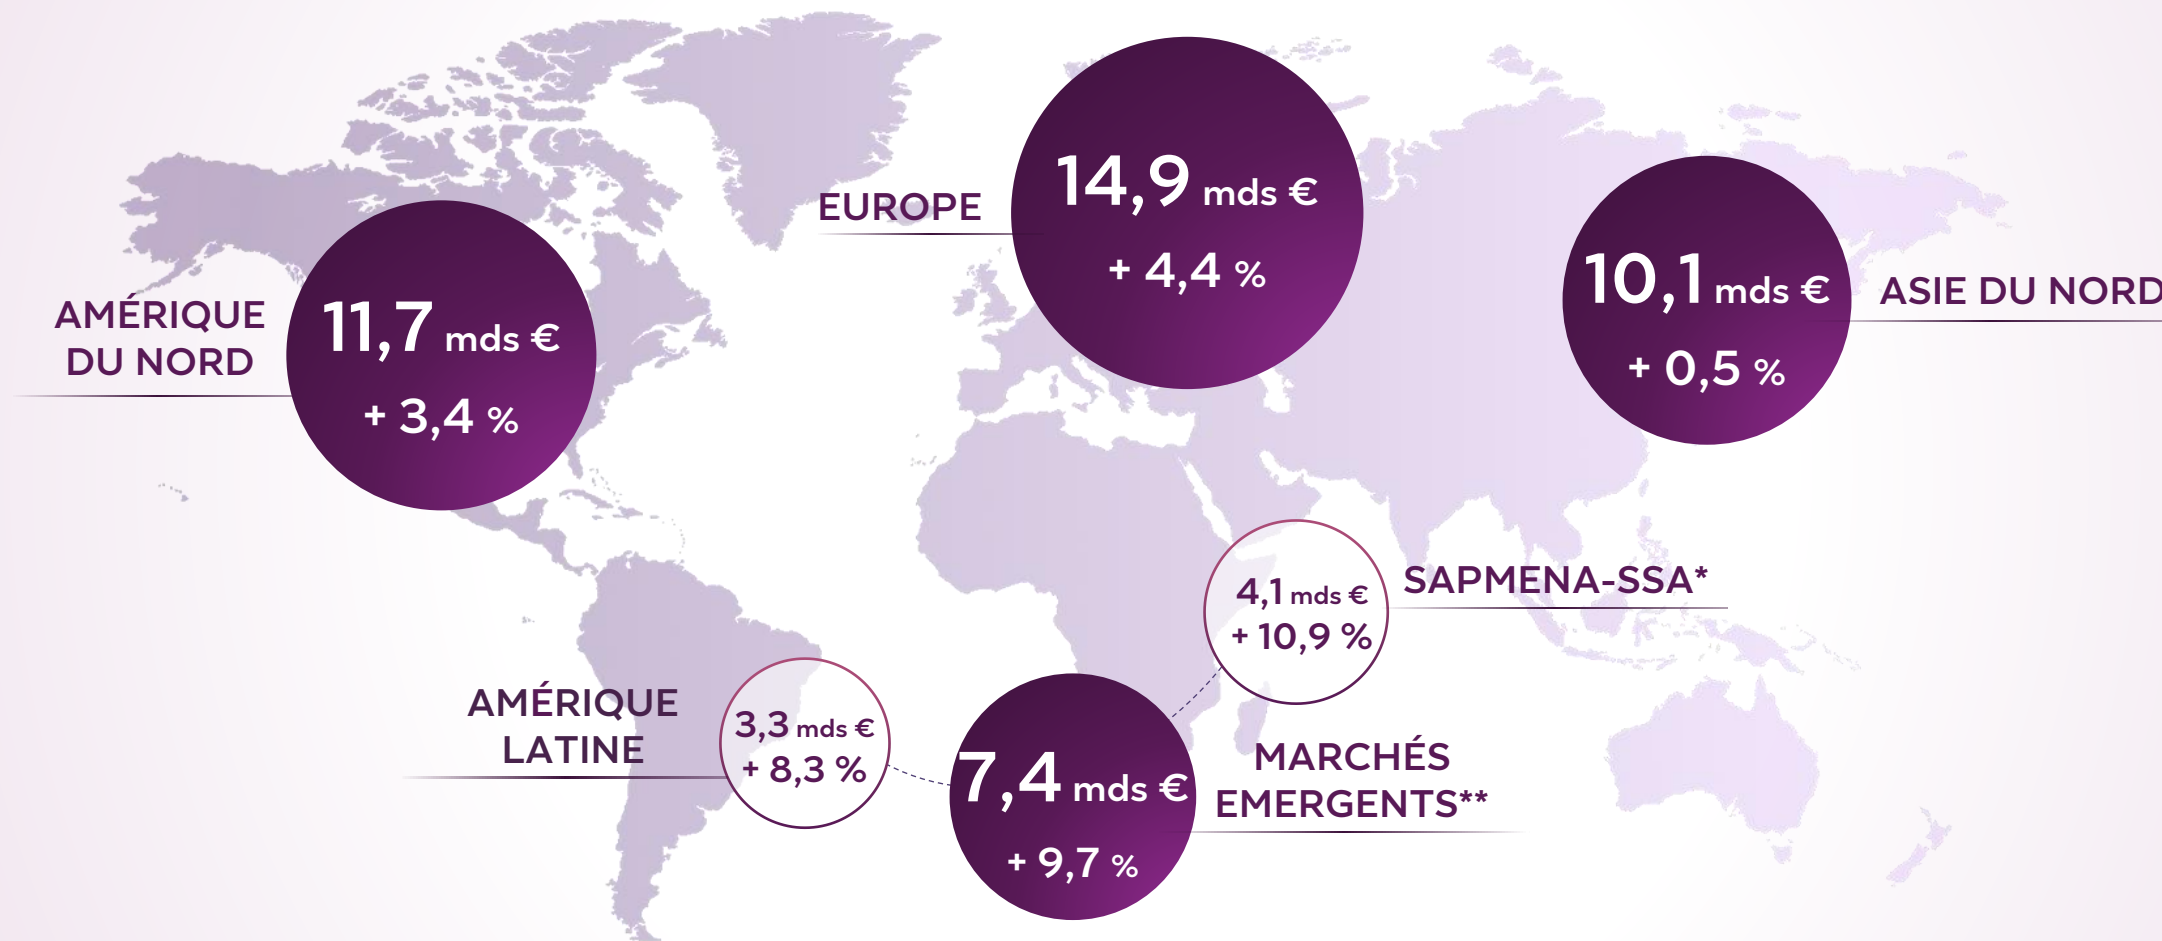 AMÉRIQUE
DU NORD
11,7 mds €
+ 3,4 %
EUROPE
14,9 mds €
+ 4,4 %
10,1 mds €
+ 0,5 %
ASIE DU NORD
4,1 mds €
+ 10,9 %
SAPMENA-SSA*
AMÉRIQUE
LATINE
3,3 mds €
+ 8,3 %
7,4 mds €
+ 9,7 %
MARCHÉS
EMERGENTS**